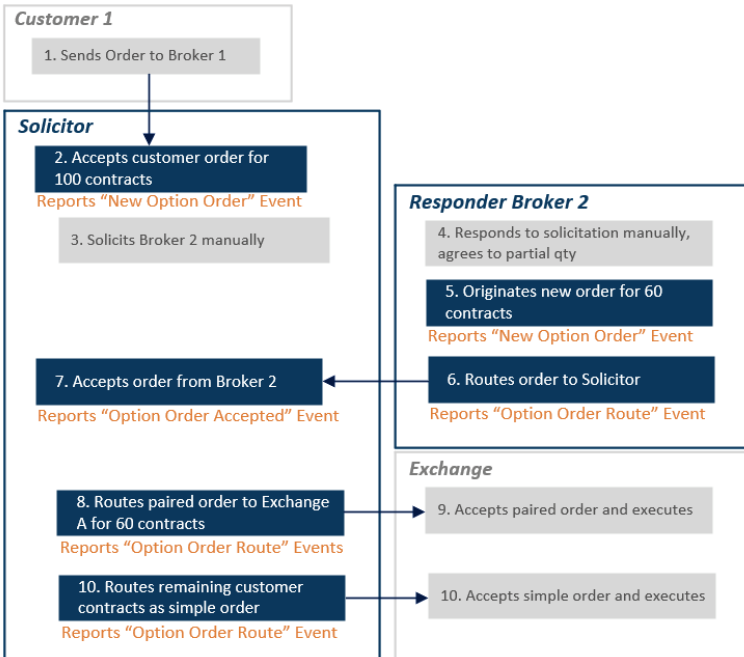 Customer 1
1. Sends Order to Broker 1
Solicitor
2. Accepts customer order for
100 contracts
Reports “New Option Order” Event
3. Solicits Broker 2 manually
Responder Broker 2
4. Responds to solicitation manually,
agrees to partial qty
5. Originates new order for 60
contracts
Reports “New Option Order” Event
7. Accepts order from Broker 2
Reports “Option Order Accepted” Event
6. Routes order to Solicitor
Reports “Option Order Route” Event
Exchange
8. Routes paired order to Exchange
A for 60 contracts
Reports “Option Order Route” Events
9. Accepts paired order and executes
10. Routes remaining customer
contracts as simple order
Reports “Option Order Route” Event
10. Accepts simple order and executes